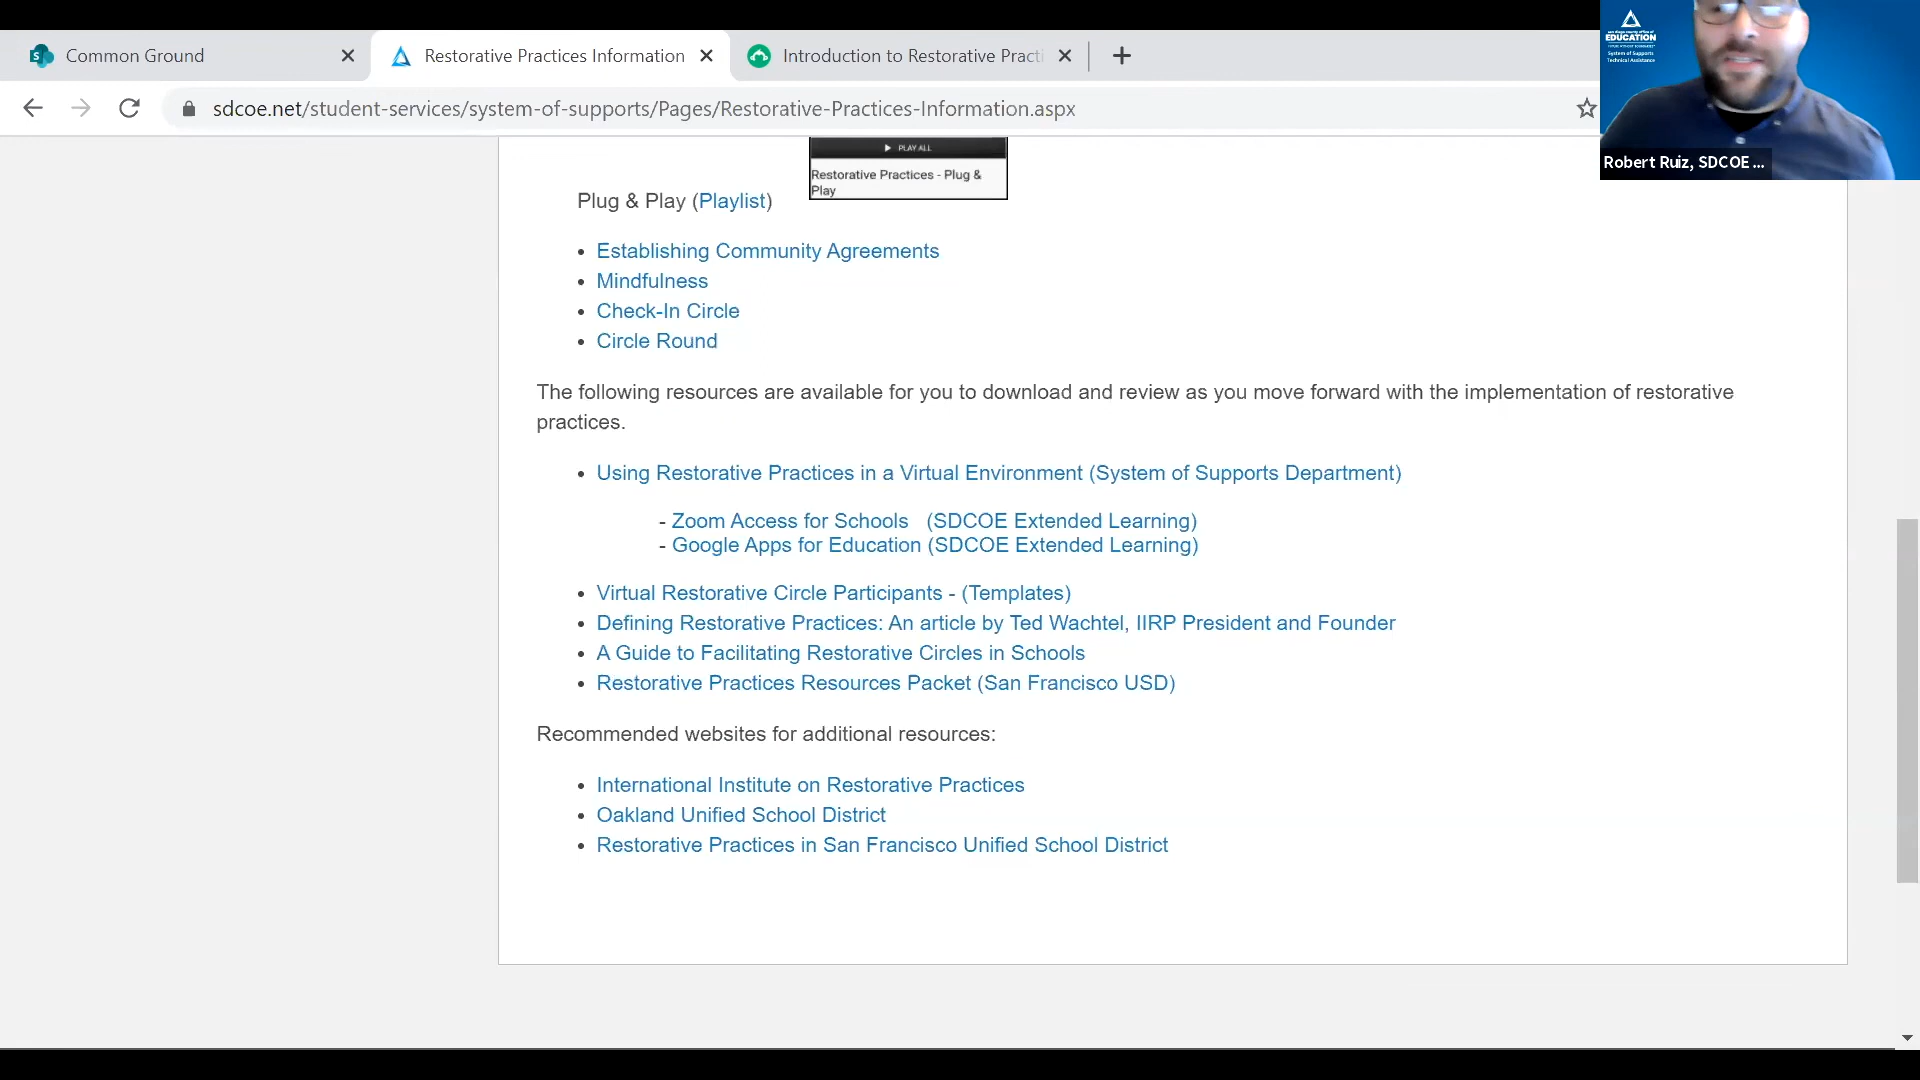 Common Ground
Restorative Practices Information
Introduction to Restorative Practi
sdcoe.net/student-services/system-of-supports/Pages/Restorative-Practices-Information.aspx
EDUCATION
System of Supports
Technical Assistance
Robert Ruiz, SDCOE ...
PLAY ALL
Restorative Practices - Plug &
Play
Plug & Play (Playlist)
Establishing Community Agreements
Mindfulness
Check-In Circle
Circle Round
The following resources are available for you to download and review as you move forward with the implementation of restorative
practices.
Using Restorative Practices in a Virtual Environment (System of Supports Department)
- Zoom Access for Schools (SDCOE Extended Learning)
- Google Apps for Education (SDCOE Extended Learning)
Virtual Restorative Circle Participants - (Templates)
Defining Restorative Practices: An article by Ted Wachtel, IIRP President and Founder
A Guide to Facilitating Restorative Circles in Schools
Restorative Practices Resources Packet (San Francisco USD)
Recommended websites for additional resources:
International Institute on Restorative Practices
Oakland Unified School District
Restorative Practices in San Francisco Unified School District